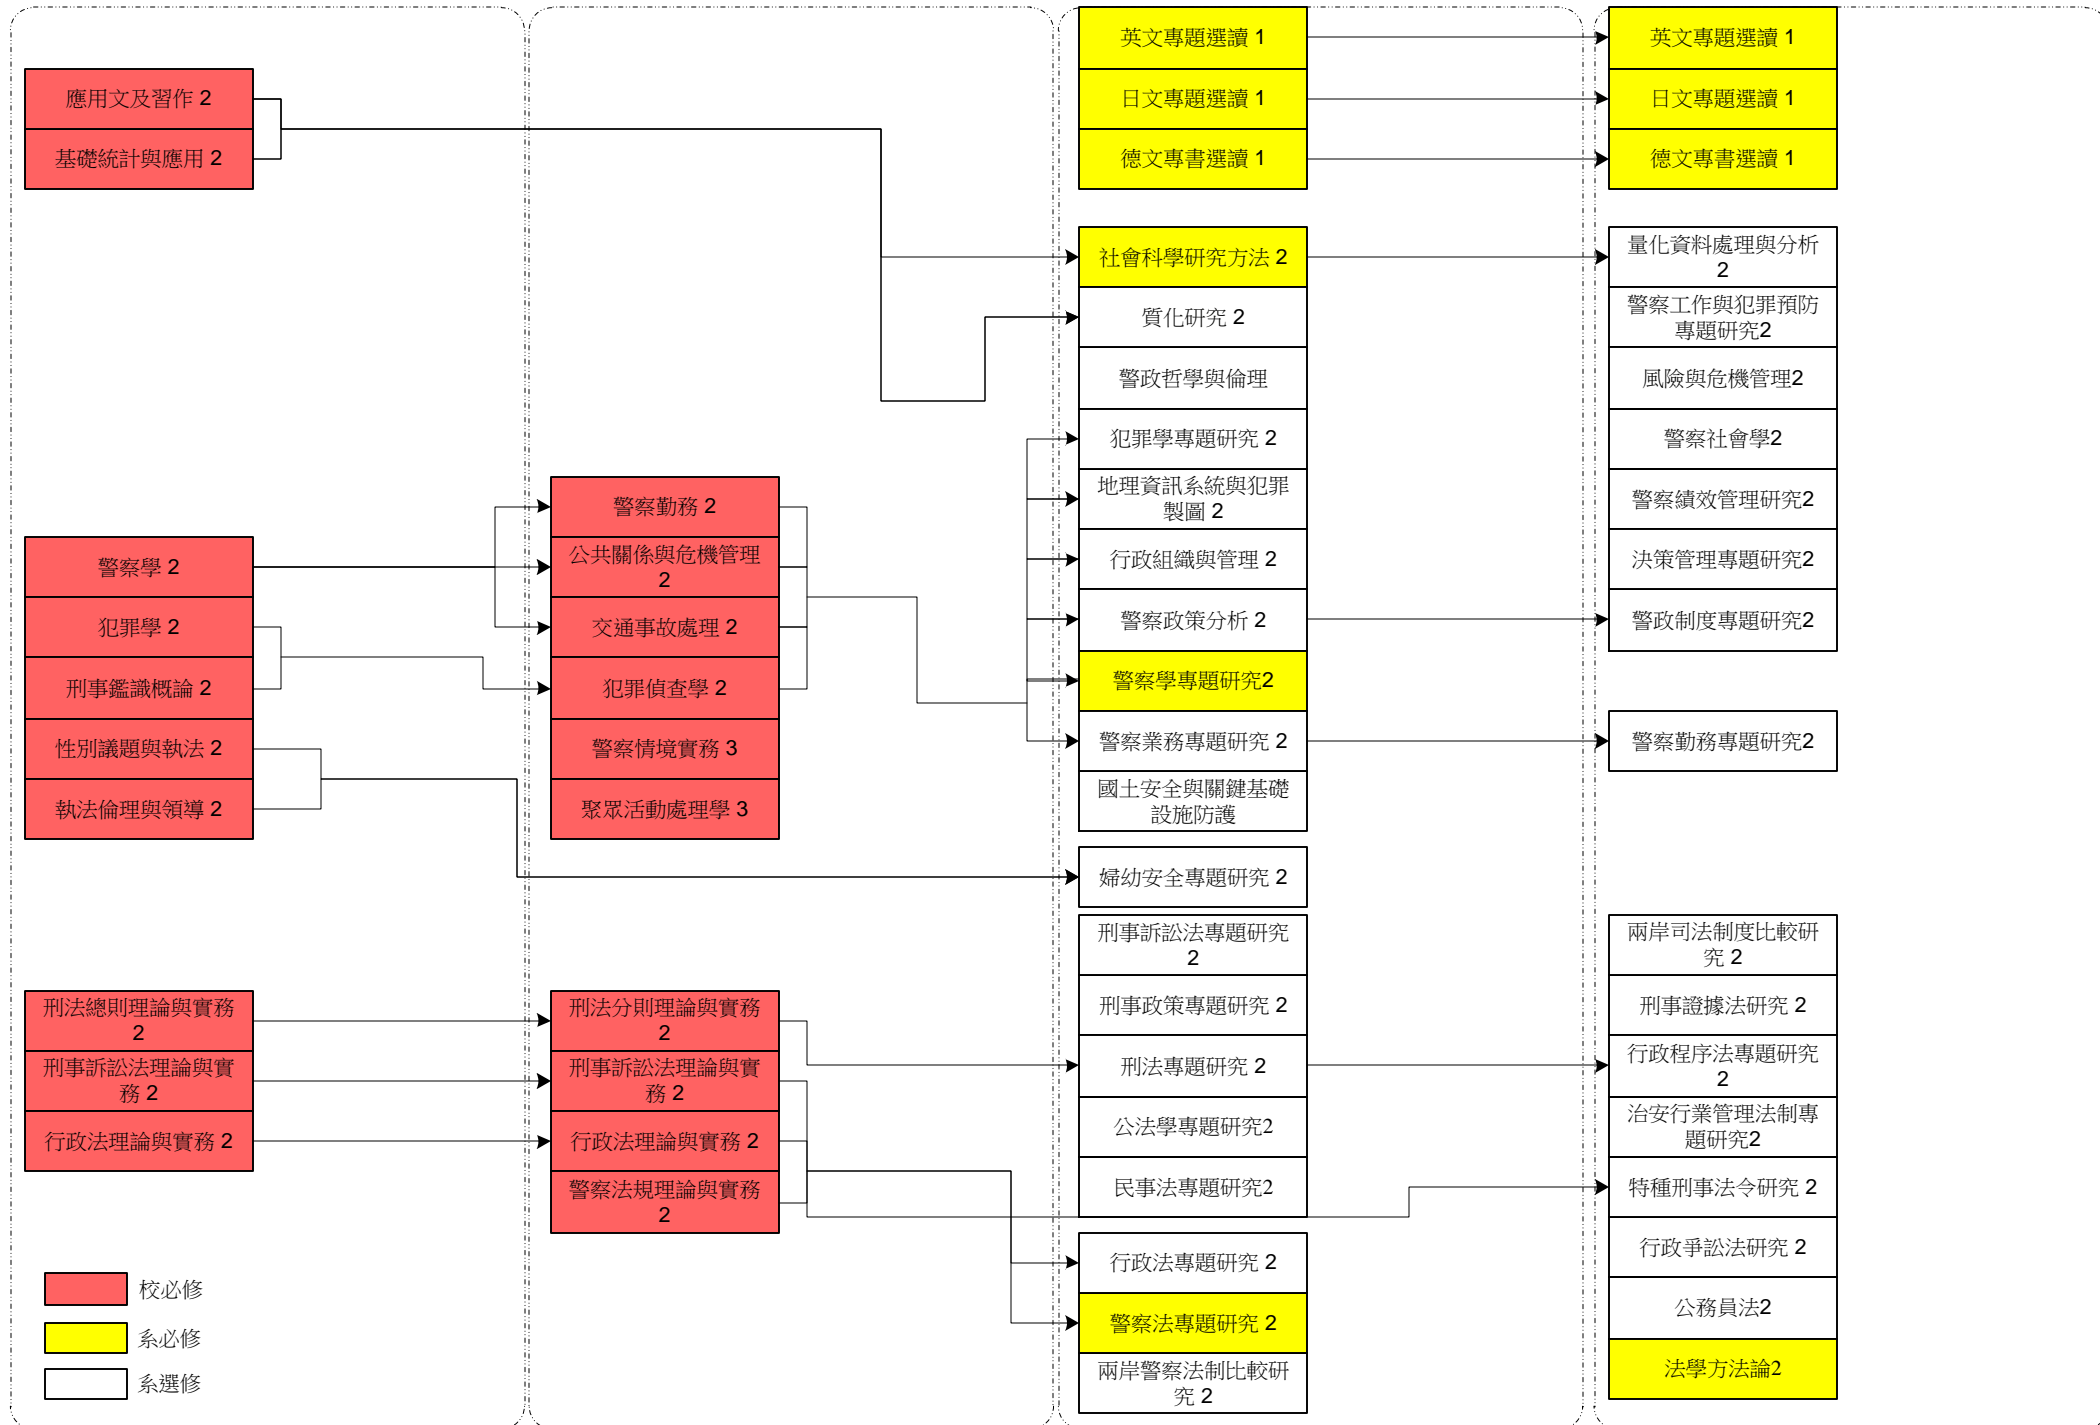 應用文及習作 2
基礎統計與應用 2
警察學 2
犯罪學 2
刑事鑑識概論 2
性別議題與執法 2
執法倫理與領導 2
刑法總則理論與實務
2
刑事訴訟法理論與實
務 2
行政法理論與實務 2
校必修
系必修
系選修
警察勤務 2
公共關係與危機管理
2
交通事故處理 2
犯罪偵查學 2
警察情境實務 3
聚眾活動處理學 3
刑法分則理論與實務
2
刑事訴訟法理論與實
務 2
行政法理論與實務 2
警察法規理論與實務
2
英文專題選讀 1
日文專題選讀 1
德文專書選讀 1
社會科學研究方法 2
質化研究 2
警政哲學與倫理
犯罪學專題研究 2
地理資訊系統與犯罪
製圖 2
行政組織與管理 2
警察政策分析 2
警察學專題研究2
警察業務專題研究 2
國土安全與關鍵基礎
設施防護
婦幼安全專題研究 2
刑事訴訟法專題研究
2
刑事政策專題研究 2
刑法專題研究 2
公法學專題研究2
民事法專題研究2
行政法專題研究 2
警察法專題研究 2
兩岸警察法制比較研
究 2
英文專題選讀 1
日文專題選讀 1
德文專書選讀 1
量化資料處理與分析
2
警察工作與犯罪預防
專題研究2
風險與危機管理2
警察社會學2
警察績效管理研究2
決策管理專題研究2
警政制度專題研究2
警察勤務專題研究2
兩岸司法制度比較研
究 2
刑事證據法研究 2
行政程序法專題研究
2
治安行業管理法制專
題研究2
特種刑事法令研究 2
行政爭訟法研究 2
公務員法2
法學方法論2